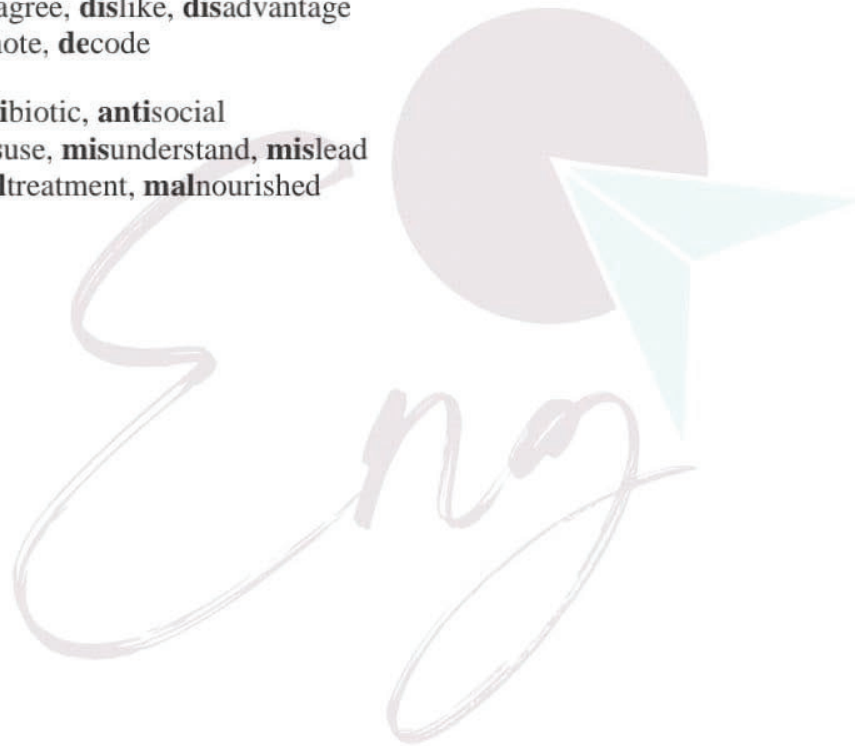 agree, dislike, disadvantage
note, decode
ibiotic, antisocial
suse, misunderstand, mislead
ltreatment, malnourished
Eng